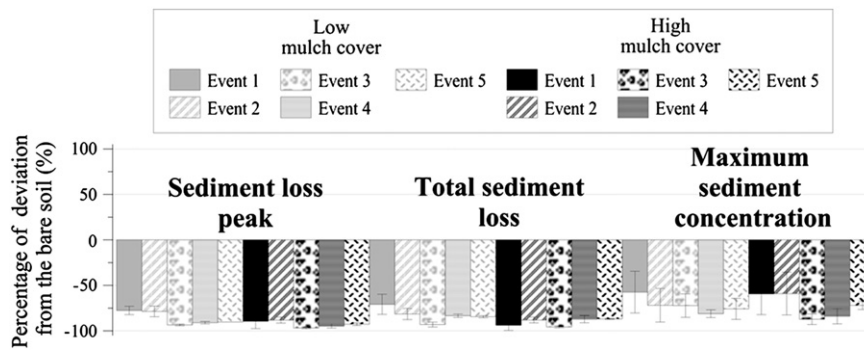 Low
mulch cover
High
mulch cover
Event 1
Event 3
Event 5
Event 1
Event 3
Event 5
Event 2
Event 4
Event 2
Event 4
Percentage of deviation
from the bare soil (%)
100
50
0
-50
-100
Sediment loss
peak
Total sediment
loss
Maximum
sediment
concentration